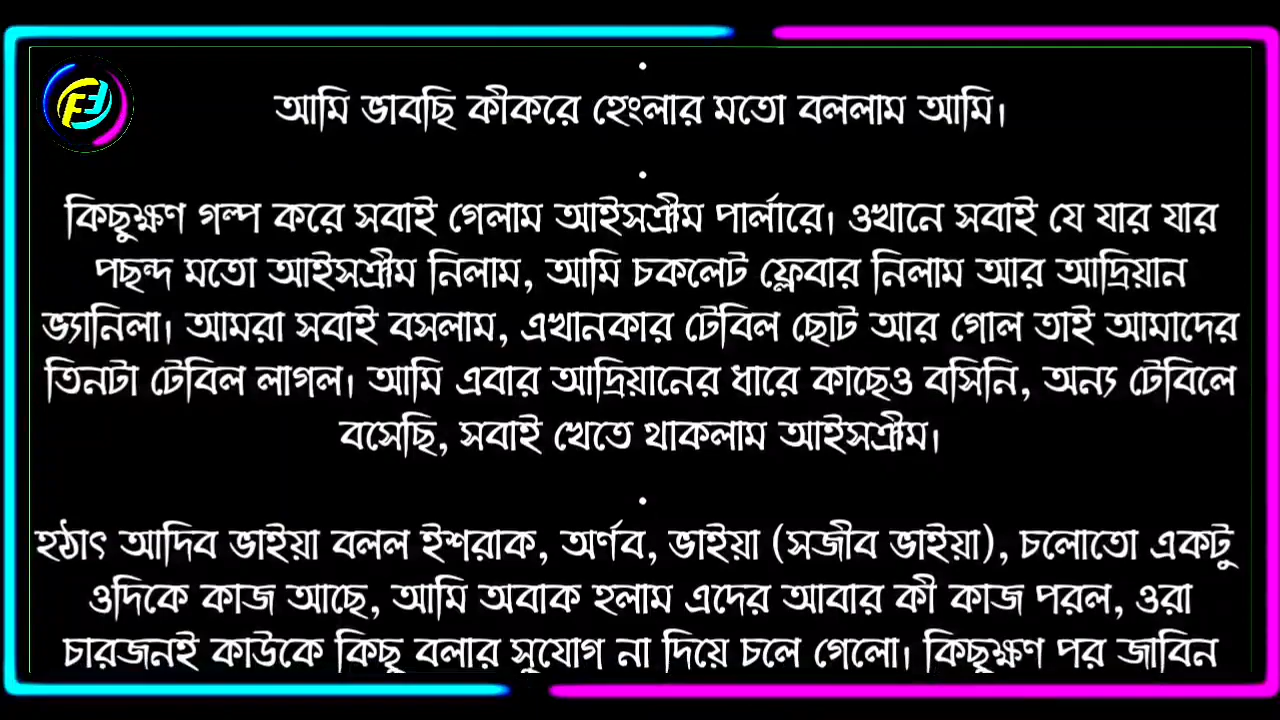 আমি ভাবছি কীকরে হেংলার মতো বললাম আমি।
কিছুক্ষণ গল্প করে সবাই গেলাম আইসক্রীম পার্লারে। ওখানে সবাই যে যার যার
পছন্দ মতো আইসক্রীম নিলাম, আমি চকলেট ফ্লেবার নিলাম আর আদ্রিয়ান
ভ্যানিলা। আমরা সবাই বসলাম, এখানকার টেবিল ছোট আর গোল তাই আমাদের
তিনটা টেবিল লাগল। আমি এবার আদ্রিয়ানের ধারে কাছেও বসিনি, অন্য টেবিলে
বসেছি, সবাই খেতে থাকলাম আইসক্রীম।
হঠাৎ আদিব ভাইয়া বলল ইশরাক, অর্ণব, ভাইয়া (সজীব ভাইয়া), চলোতো একটু
ওদিকে কাজ আছে, আমি অবাক হলাম এদের আবার কী কাজ পরল, ওরা
চারজনই কাউকে কিছু বলার সুযোগ না দিয়ে চলে গেলো। কিছুক্ষণ পর জাবিন